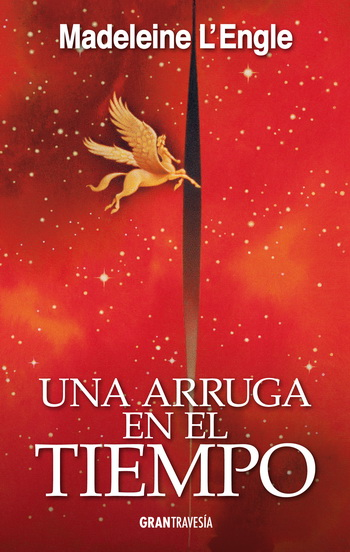 Madeleine L'Engle
UNA ARRUGA
EN EL
TIEMPO
GRANTRAVESÍA